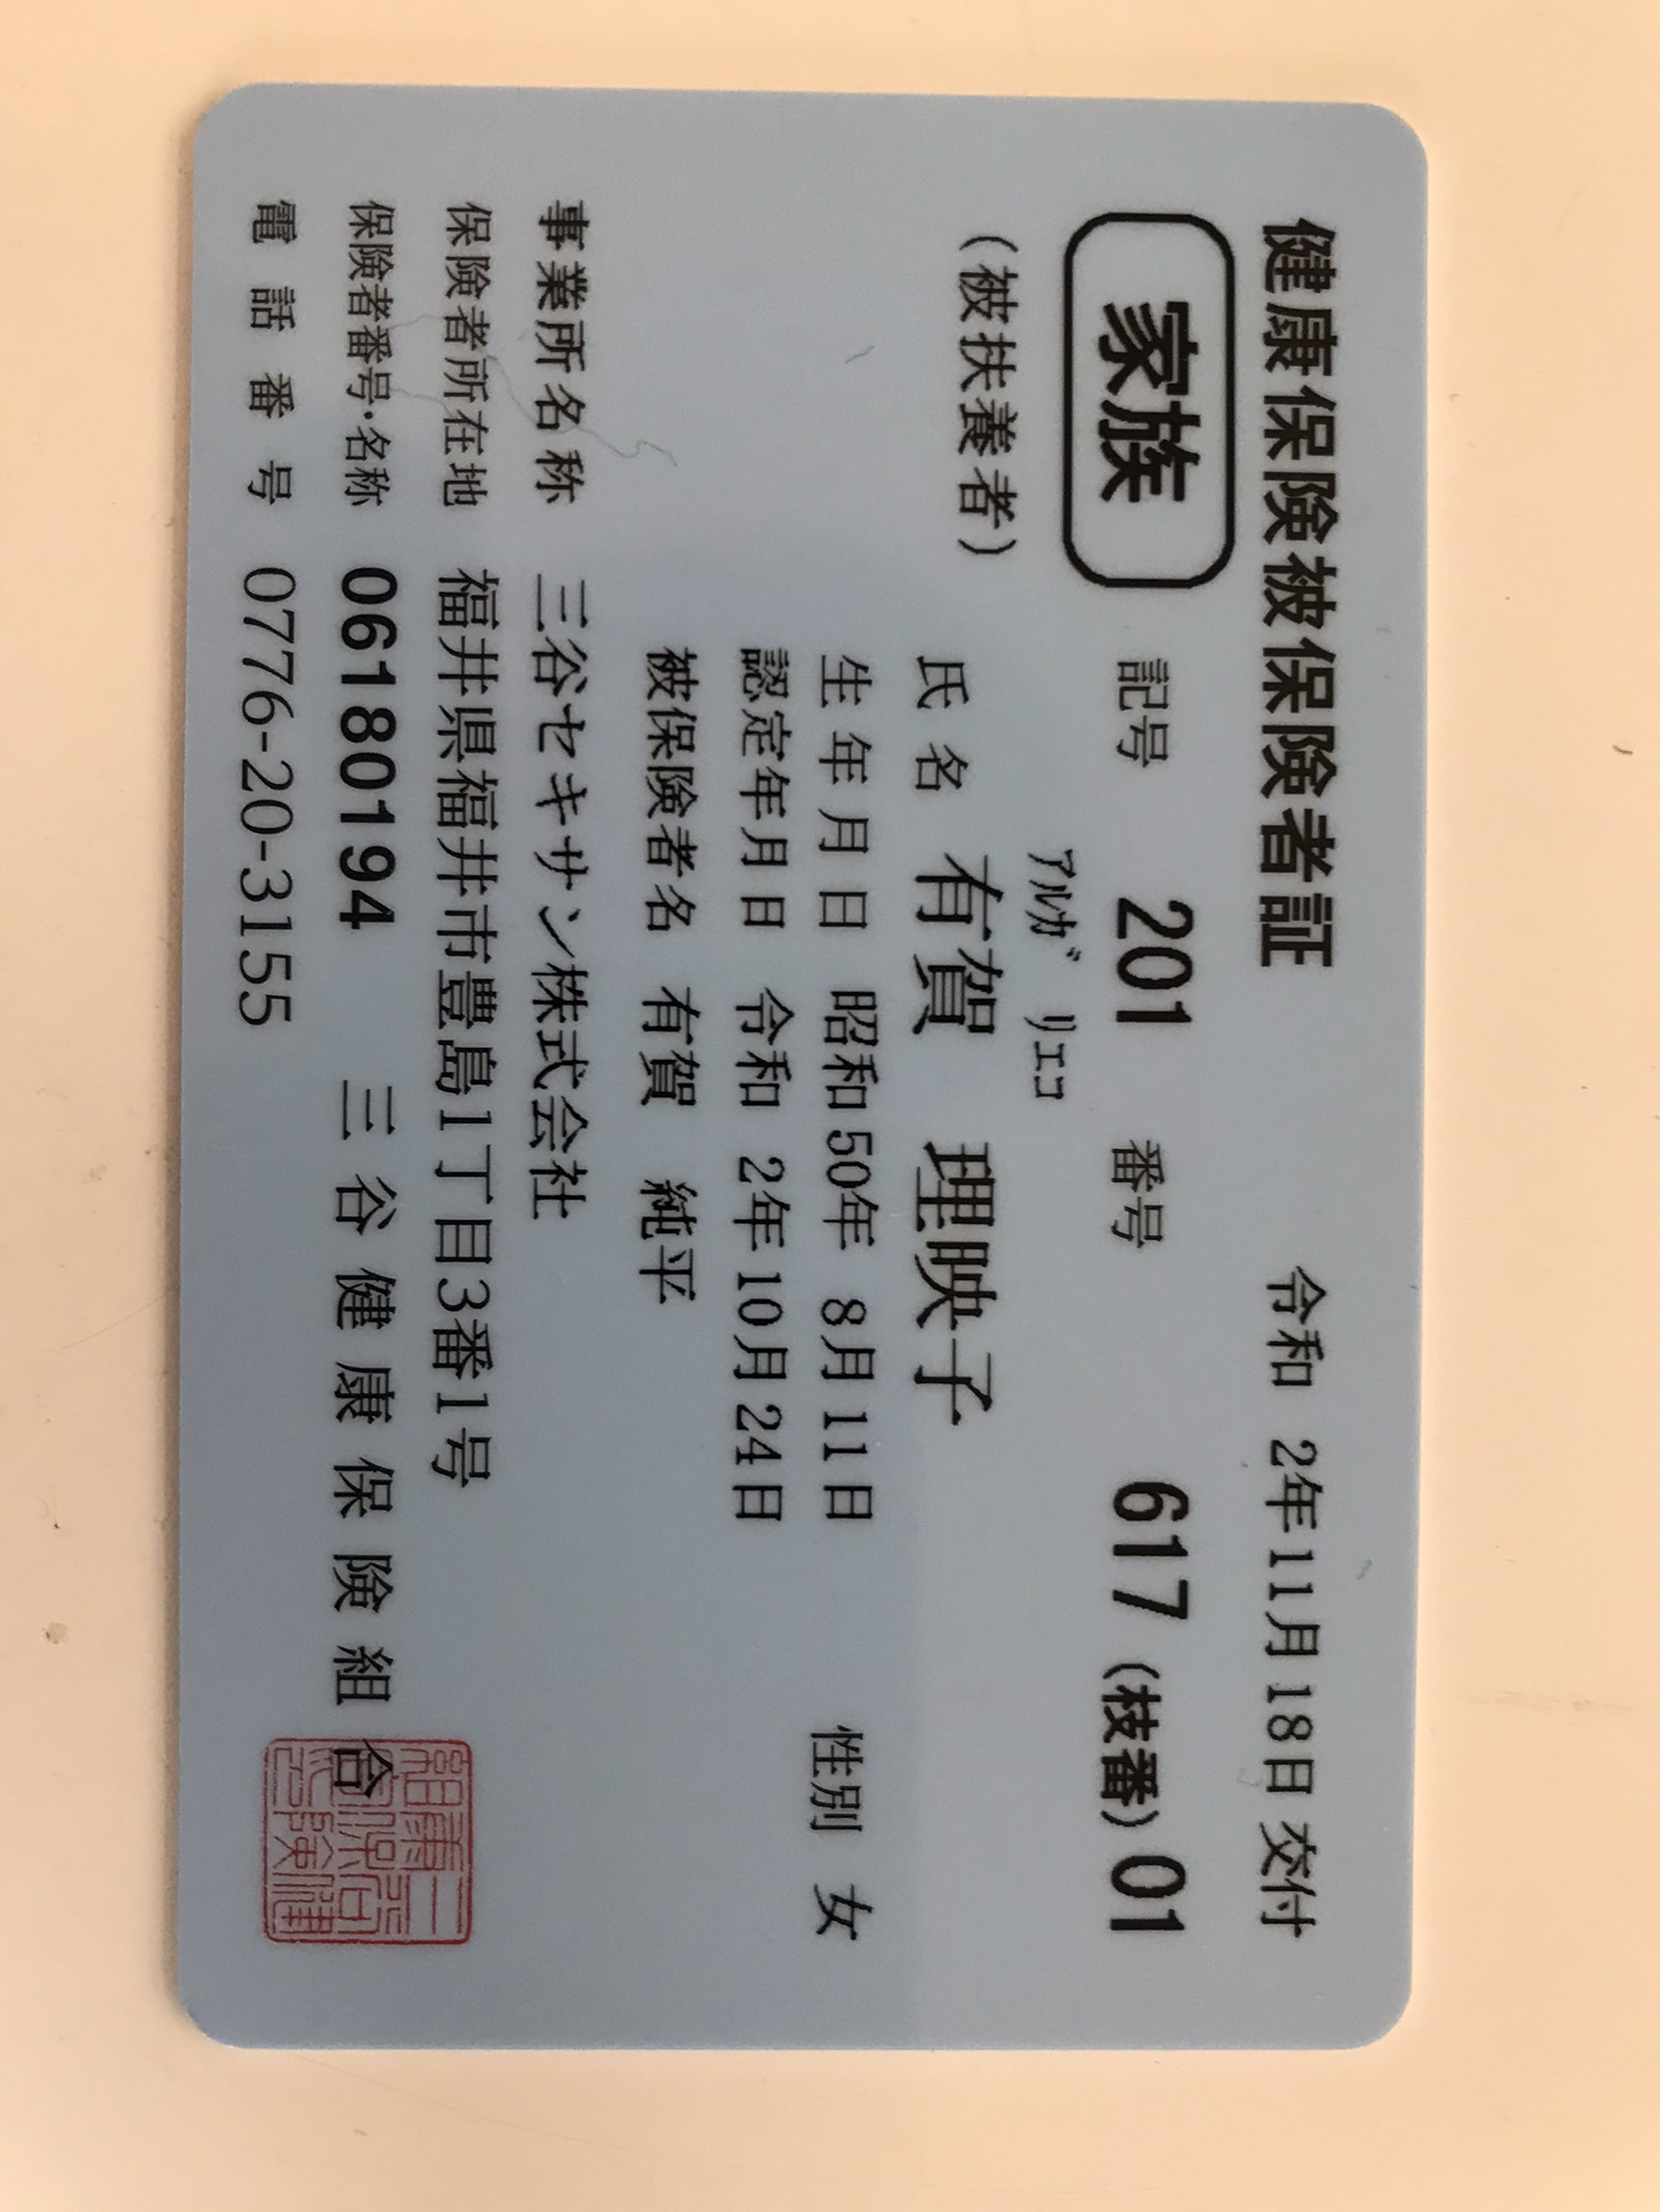 健康保険被保険者証　令和 2年11月18日 交付
家族　記号　201　番号　617 (枝番) 01
(被扶養者)　ｱﾙｶﾞ ﾘｴｺ
氏名　有賀　理映子
生年月日　昭和50年 8月11日　性別 女
認定年月日　令和 2年10月24日
被保険者名　有賀　純平
事業所名称　三谷セキサン株式会社
保険者所在地　福井県福井市豊島1丁目3番1号
保険者番号・名称　06180194　三谷健康保険組合
電話番号　0776-20-3155